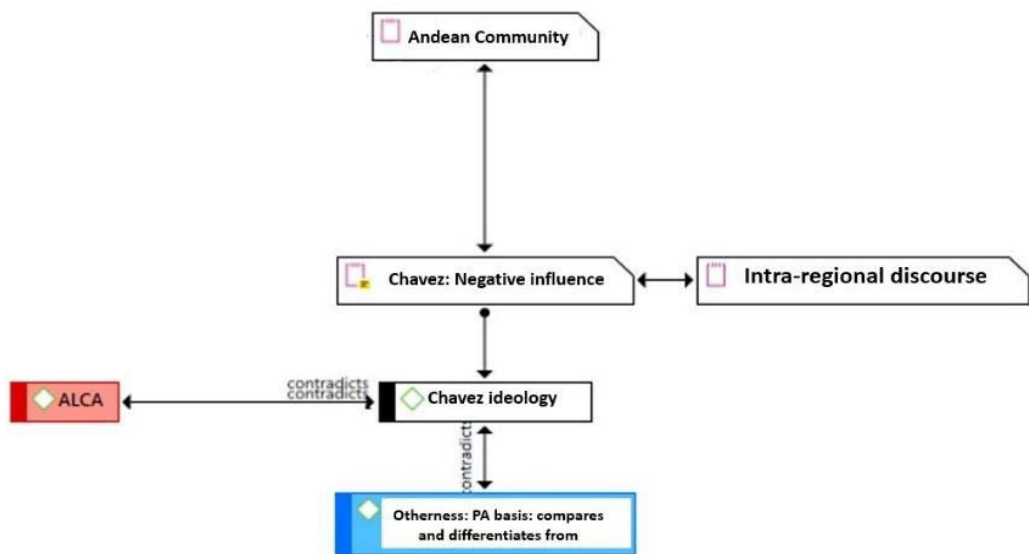 Andean Community
Chavez: Negative influence
Intra-regional discourse
contradicts
contradicts
ALCA
Chavez ideology
contradicts
Otherness: PA basis: compares
and differentiates from